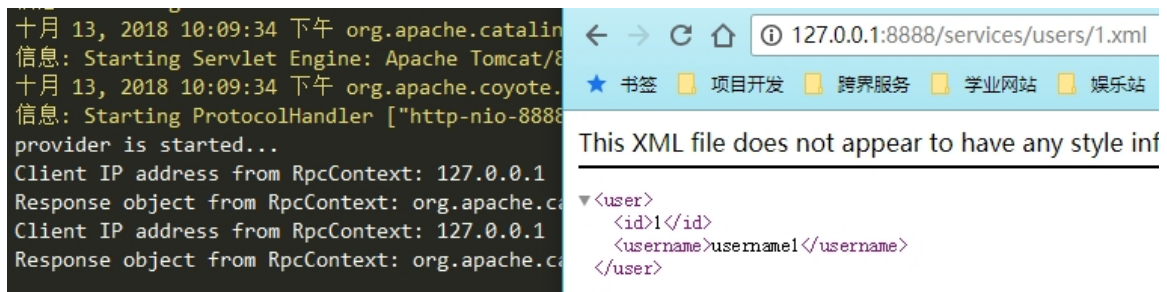 十月 13, 2018 10:09:34 下午 org.apache.catalin
信息: Starting Servlet Engine: Apache Tomcat/8
十月 13, 2018 10:09:34 下午 org.apache.coyote.
信息: Starting ProtocolHandler ["http-nio-8888
provider is started...
Client IP address from RpcContext: 127.0.0.1
Response object from RpcContext: org.apache.ca
Client IP address from RpcContext: 127.0.0.1
Response object from RpcContext: org.apache.ca
127.0.0.1:8888/services/users/1.xml
书签 项目开发 跨界服务 学业网站 娱乐站
This XML file does not appear to have any style inf
▼<user>
<id>1</id>
<username>username1</username>
</user>